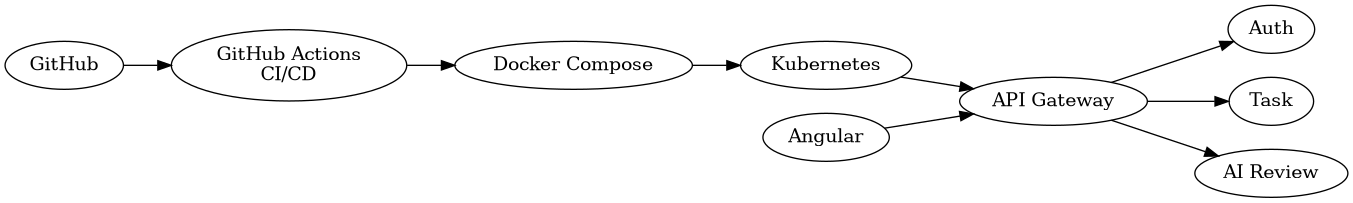 GitHub
GitHub Actions
CI/CD
Docker Compose
Kubernetes
Angular
API Gateway
Auth
Task
AI Review